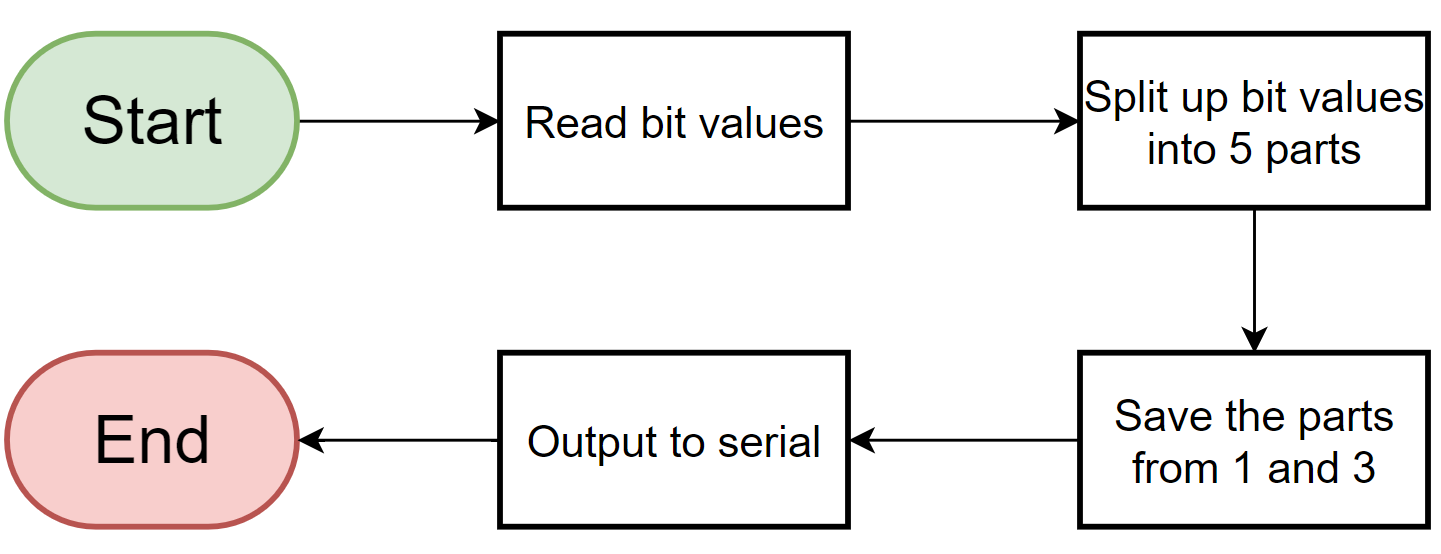 Start
Read bit values
Split up bit values
into 5 parts
Save the parts
from 1 and 3
Output to serial
End